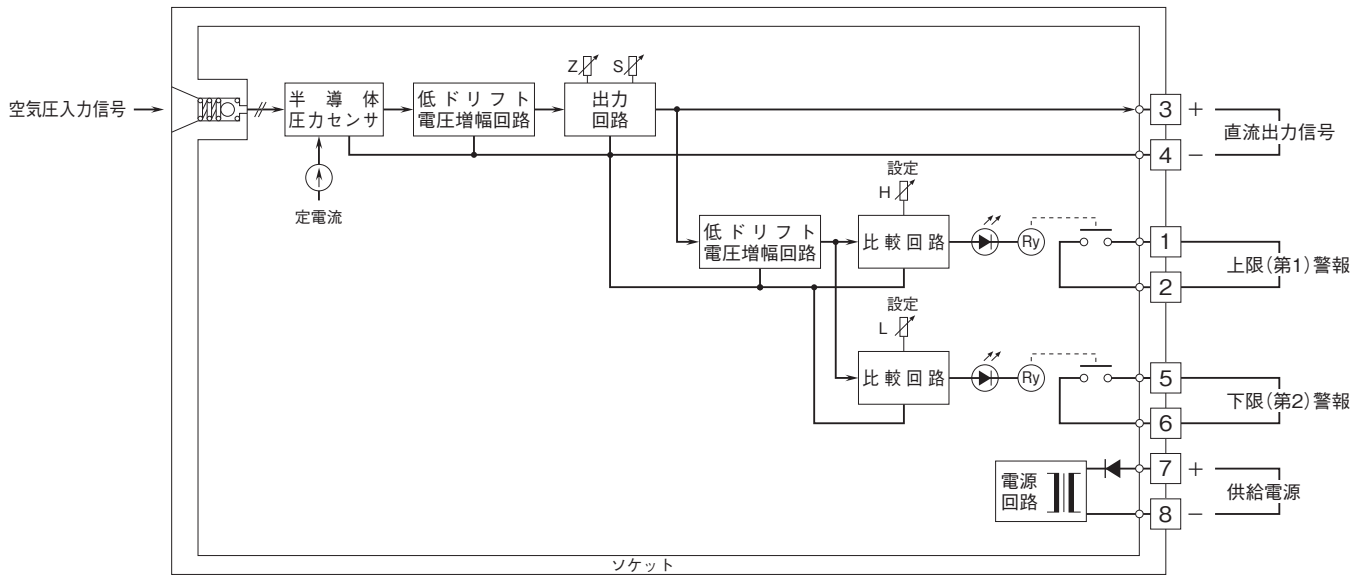 Z S
空気圧入力信号
半導体
圧力センサ
低ドリフト
電圧増幅回路
出力
回路
3 +
直流出力信号
4 −
定電流
設定
H
低ドリフト
電圧増幅回路
比較回路
Ry
1
上限(第1)警報
2
設定
L
比較回路
Ry
5
下限(第2)警報
6
電源
回路
7 +
供給電源
8 −
ソケット